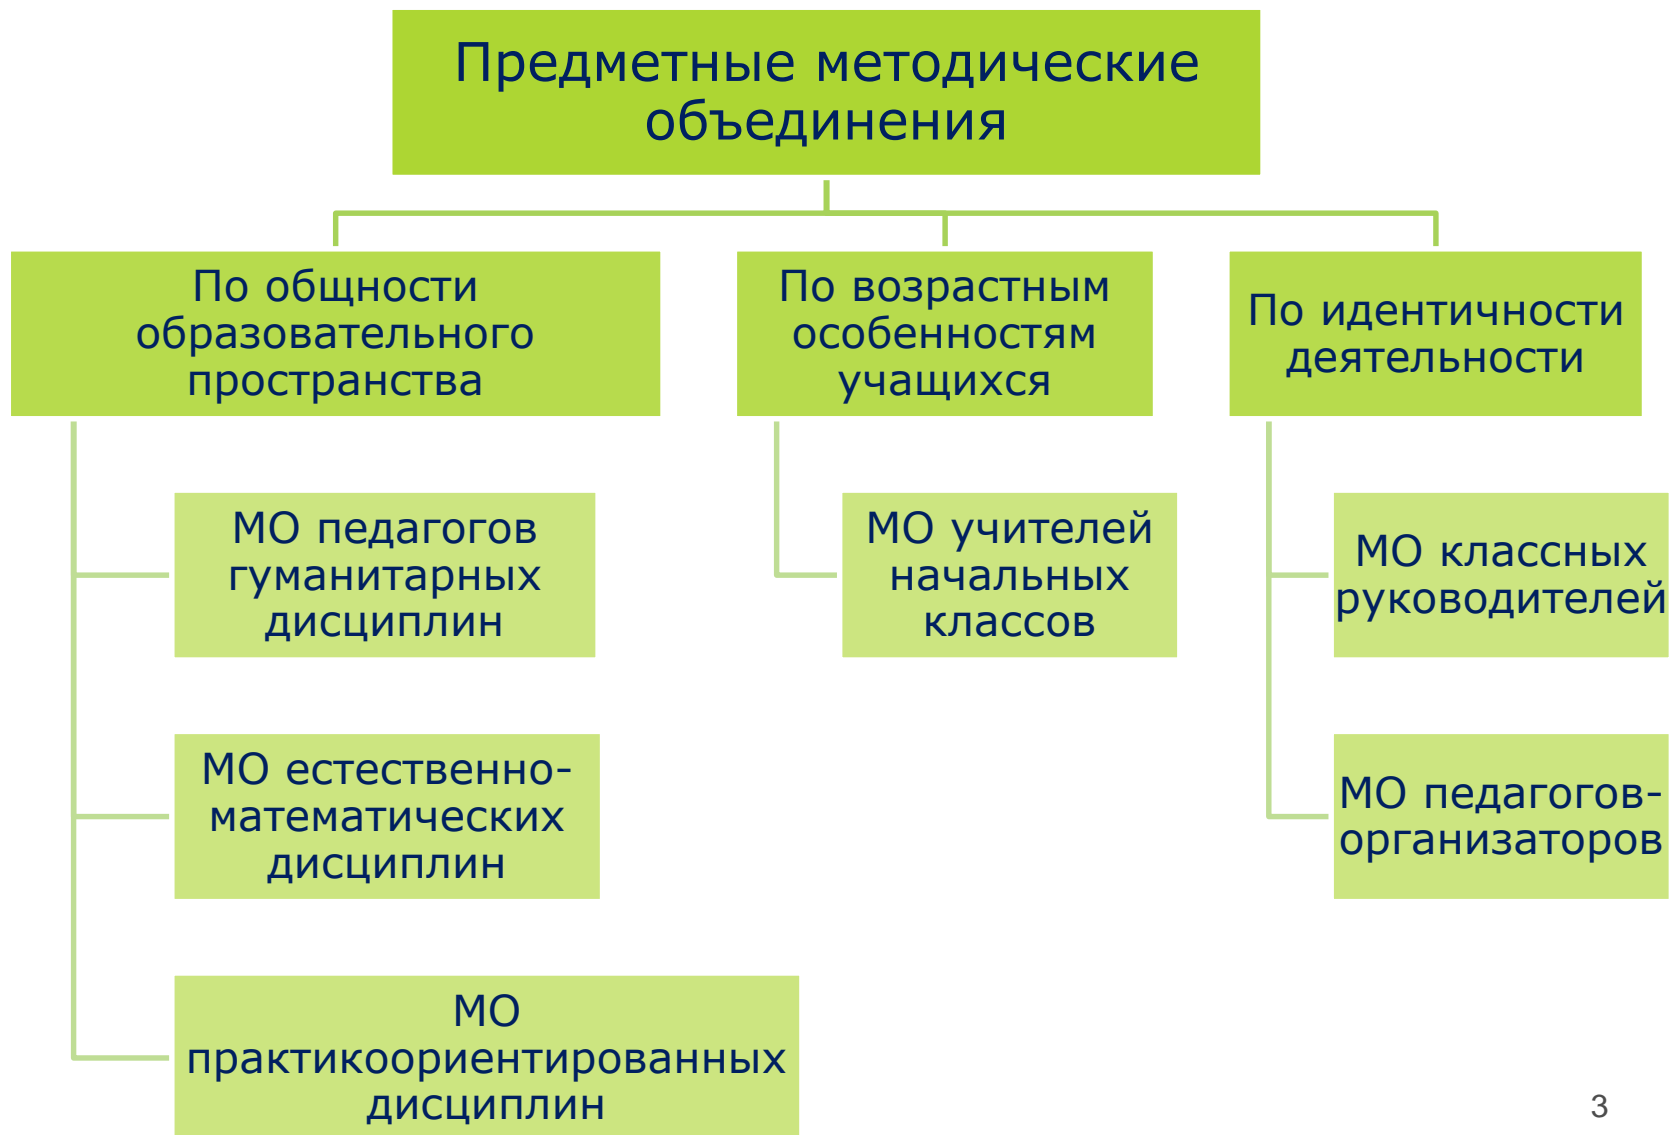 Предметные методические
объединения
По общности
образовательного
пространства
По возрастным
особенностям
учащихся
По идентичности
деятельности
МО педагогов
гуманитарных
дисциплин
МО учителей
начальных
классов
МО классных
руководителей
МО естественно-
математических
дисциплин
МО педагогов-
организаторов
МО
практикоориентированных
дисциплин
3